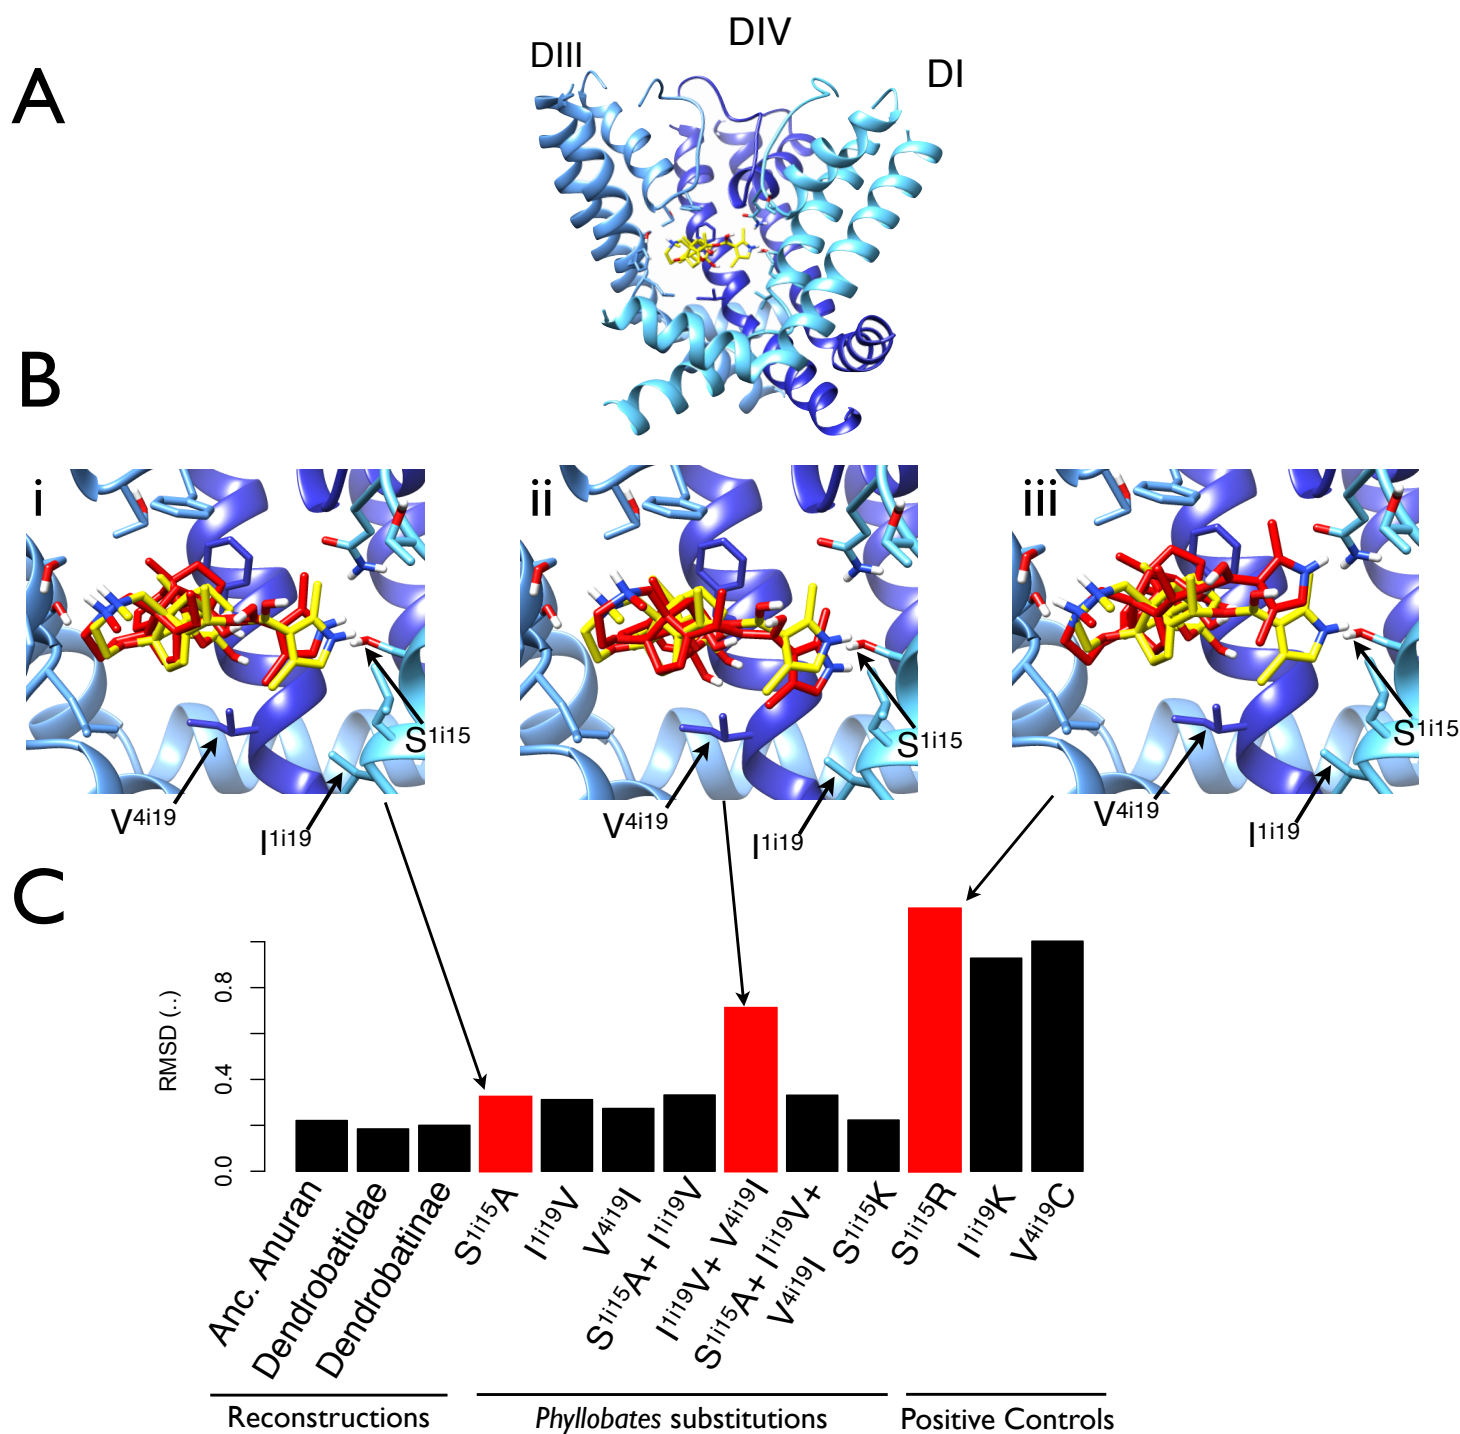 A
DIII
DIV
DI
B
i
ii
iii
S1i15
V4i19
I1i19
S1i15
V4i19
I1i19
S1i15
V4i19
I1i19
C
RMSD (..)
0.0
0.4
0.8
Anc. Anuran
Dendrobatidae
Dendrobatinae
S1i15A
I1i19V
V4i19I
S1i15A+ I1i19V
I1i19V+ V4i19I
S1i15A+ I1i19V+
V4i19I
S1i15K
S1i15R
I1i19K
V4i19C
Reconstructions
Phyllobates substitutions
Positive Controls